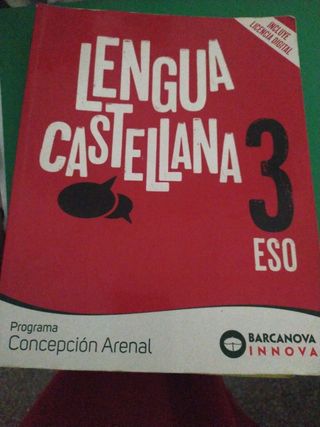 INCLUYE
LICENCIA DIGITAL
LENGUA
CASTELLANA
3
ESO
Programa
Concepción Arenal
BARCANOVA
INNOVA